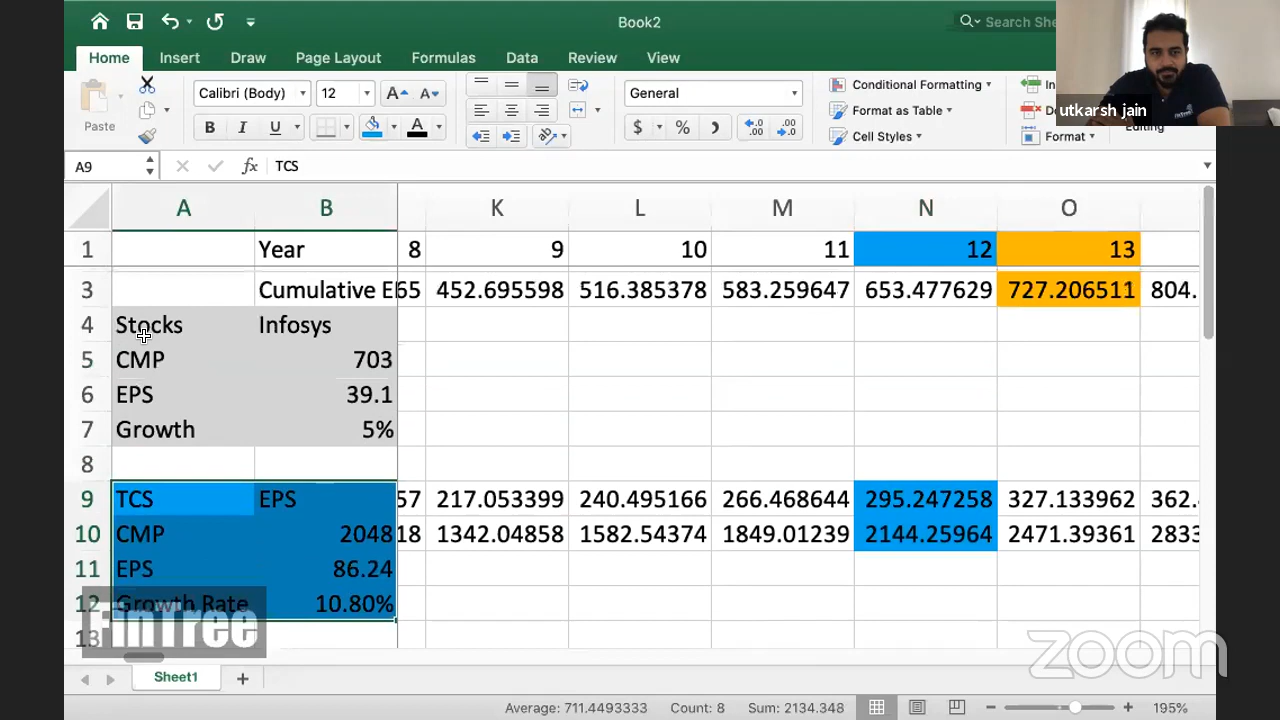 Book2
Search She
utkarsh jain
Home Insert Draw Page Layout Formulas Data Review View
Paste
Calibri (Body) 12 A A
B I U A
General
$ % ,
Conditional Formatting
Format as Table
Cell Styles
In
De
Format
Editing
A9 fx TCS
A B K L M N O
1 Year 8 9 10 11 12 13
3 Cumulative E 65 452.695598 516.385378 583.259647 653.477629 727.206511 804.
4 Stocks Infosys
5 CMP 703
6 EPS 39.1
7 Growth 5%
8
9 TCS EPS 57 217.053399 240.495166 266.468644 295.247258 327.133962 362.
10 CMP 2048 18 1342.04858 1582.54374 1849.01239 2144.25964 2471.39361 2833
11 EPS 86.24
12 Growth Rate 10.80%
13
FinTree
zoom
Sheet1 +
Average: 711.4493333 Count: 8 Sum: 2134.348 195%